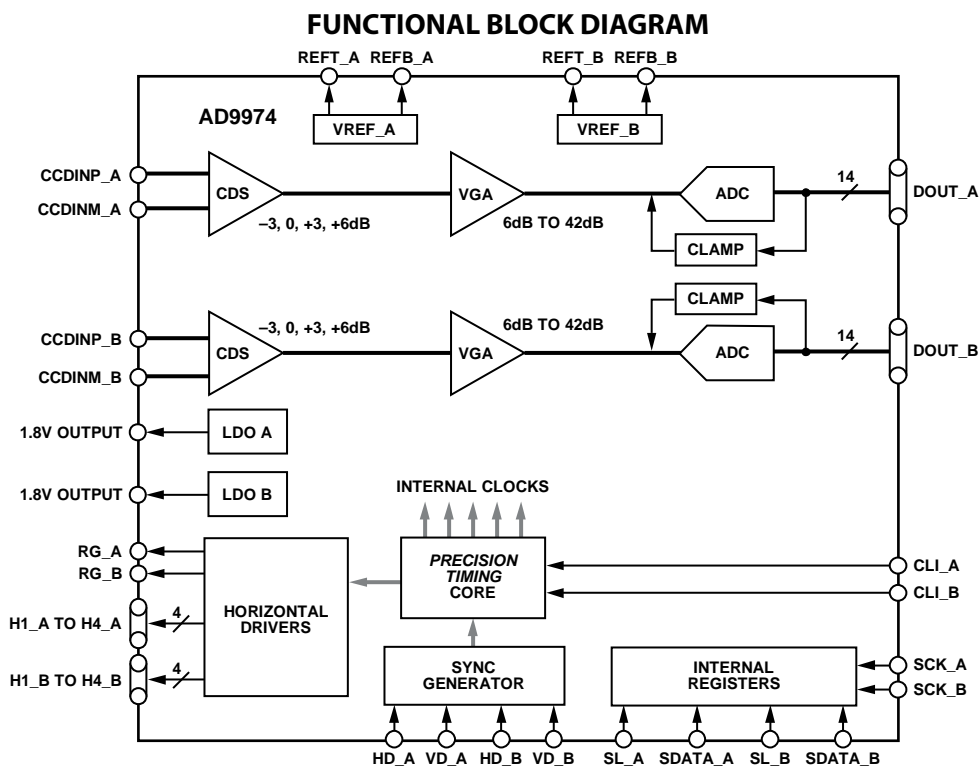 FUNCTIONAL BLOCK DIAGRAM
REFT_A REFB_A REFT_B REFB_B
AD9974
VREF_A VREF_B
CCDINP_A
CCDINM_A
CDS
–3, 0, +3, +6dB
VGA
6dB TO 42dB
ADC
14
DOUT_A
CLAMP
CLAMP
CCDINP_B
CCDINM_B
CDS
–3, 0, +3, +6dB
VGA
6dB TO 42dB
ADC
14
DOUT_B
1.8V OUTPUT
LDO A
1.8V OUTPUT
LDO B
INTERNAL CLOCKS
RG_A
RG_B
H1_A TO H4_A
4
H1_B TO H4_B
4
HORIZONTAL
DRIVERS
PRECISION
TIMING
CORE
CLI_A
CLI_B
SYNC
GENERATOR
INTERNAL
REGISTERS
SCK_A
SCK_B
HD_A VD_A HD_B VD_B SL_A SDATA_A SL_B SDATA_B